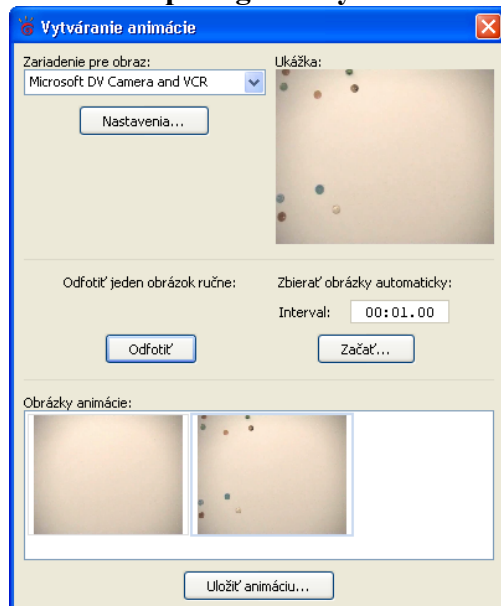 Vytváranie animácie
Zariadenie pre obraz:
Microsoft DV Camera and VCR
Nastavenia...
Ukážka:
Odfotiť jeden obrázok ručne:
Odfotiť
Zbierať obrázky automaticky:
Interval: 00:01.00
Začať...
Obrázky animácie:
Uložiť animáciu...